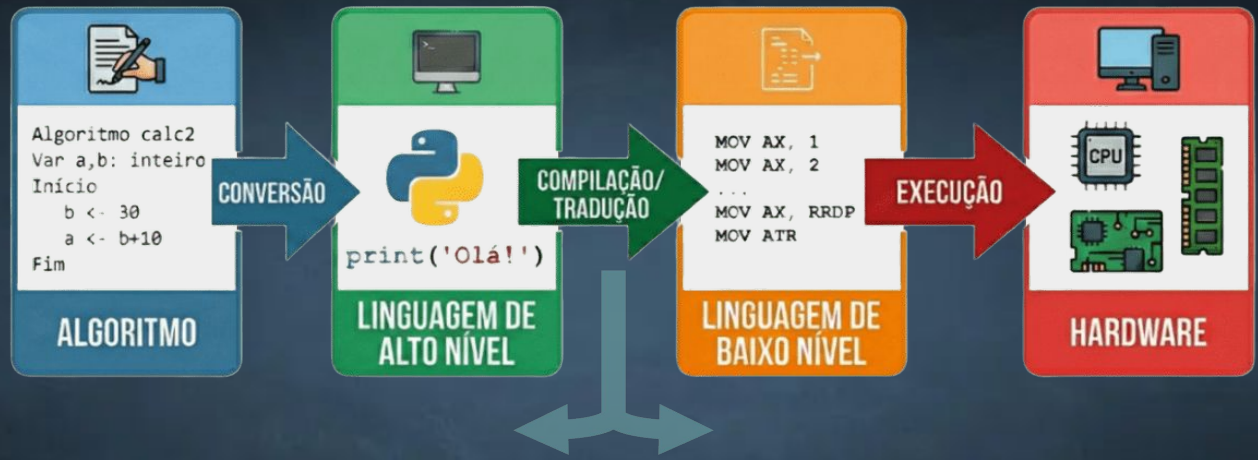 Algoritmo calc2
Var a,b: inteiro
Início
b <- 30
a <- b+10
Fim
ALGORITMO
CONVERSÃO
print('Olá!')
LINGUAGEM DE
ALTO NÍVEL
COMPILAÇÃO/
TRADUÇÃO
MOV AX, 1
MOV AX, 2
...
MOV AX, RRDP
MOV ATR
LINGUAGEM DE
BAIXO NÍVEL
EXECUÇÃO
CPU
HARDWARE